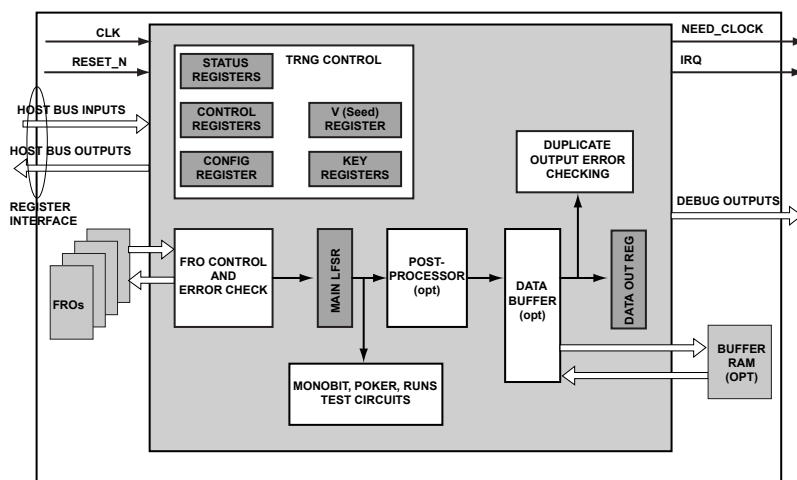 CLK
RESET_N
HOST BUS INPUTS
HOST BUS OUTPUTS
REGISTER
INTERFACE
STATUS
REGISTERS
TRNG CONTROL
CONTROL
REGISTERS
V (Seed)
REGISTER
CONFIG
REGISTER
KEY
REGISTERS
NEED_CLOCK
IRQ
DUPLICATE
OUTPUT ERROR
CHECKING
DEBUG OUTPUTS
FROs
FRO CONTROL
AND
ERROR CHECK
MAIN LFSR
POST-
PROCESSOR
(opt)
DATA
BUFFER
(opt)
DATA OUT REG
BUFFER
RAM
(OPT)
MONOBIT, POKER, RUNS
TEST CIRCUITS